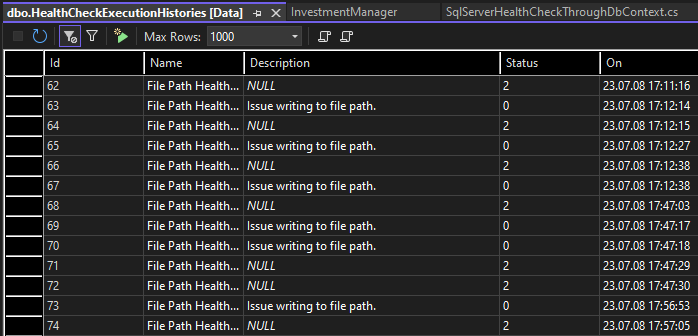 dbo.HealthCheckExecutionHistories [Data] InvestmentManager SqlServerHealthCheckThroughDbContext.cs
Max Rows: 1000
Id Name Description Status On
62 File Path Health... NULL 2 23.07.08 17:11:16
63 File Path Health... Issue writing to file path. 0 23.07.08 17:12:14
64 File Path Health... NULL 2 23.07.08 17:12:15
65 File Path Health... Issue writing to file path. 0 23.07.08 17:12:27
66 File Path Health... NULL 2 23.07.08 17:12:38
67 File Path Health... Issue writing to file path. 0 23.07.08 17:12:38
68 File Path Health... NULL 2 23.07.08 17:47:03
69 File Path Health... Issue writing to file path. 0 23.07.08 17:47:17
70 File Path Health... Issue writing to file path. 0 23.07.08 17:47:18
71 File Path Health... NULL 2 23.07.08 17:47:29
72 File Path Health... NULL 2 23.07.08 17:47:30
73 File Path Health... Issue writing to file path. 0 23.07.08 17:56:53
74 File Path Health... NULL 2 23.07.08 17:57:05